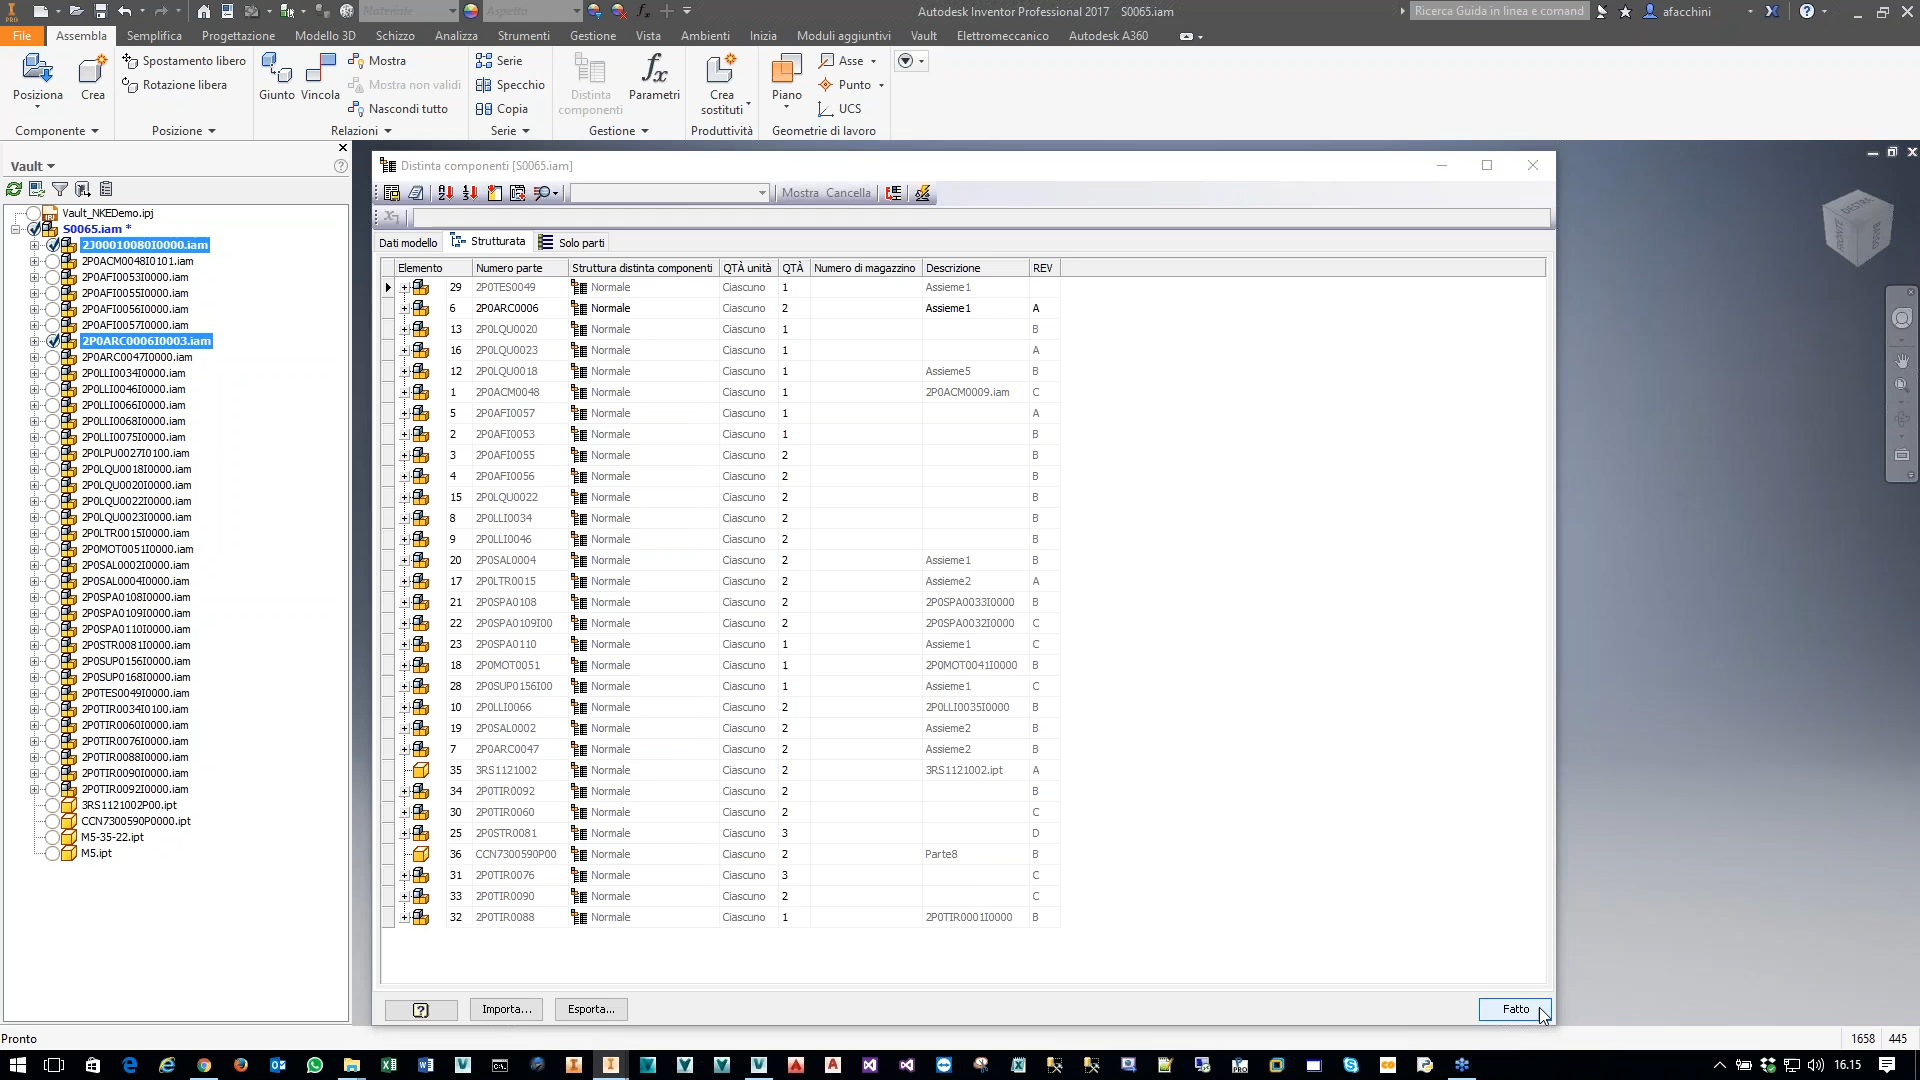 Materiale
Aspetto
Autodesk Inventor Professional 2017 S0065.iam
Ricerca Guida in linea e comand
afacchini
File Assembla Semplifica Progettazione Modello 3D Schizzo Analizza Strumenti Gestione Vista Ambienti Inizia Moduli aggiuntivi Vault Elettromeccanico Autodesk A360
Posiziona
Crea
Spostamento libero
Rotazione libera
Giunto
Vincola
Mostra
Mostra non validi
Nascondi tutto
Serie
Specchio
Copia
Distinta componenti
Parametri
Crea sostituti
Piano
Asse
Punto
UCS
Componente Posizione Relazioni Serie Gestione Produttività Geometrie di lavoro
Vault
Vault_NKEDemo.ipj
S0065.iam *
2J00010080I0000.iam
2P0ACM0048I0101.iam
2P0AFI0053I0000.iam
2P0AFI0055I0000.iam
2P0AFI0056I0000.iam
2P0AFI0057I0000.iam
2P0ARC0006I0003.iam
2P0ARC0047I0000.iam
2P0LLI0034I0000.iam
2P0LLI0046I0000.iam
2P0LLI0066I0000.iam
2P0LLI0068I0000.iam
2P0LLI0075I0000.iam
2P0LPU0027I0100.iam
2P0LQU0018I0000.iam
2P0LQU0020I0000.iam
2P0LQU0022I0000.iam
2P0LQU0023I0000.iam
2P0LTR0015I0000.iam
2P0MOT0051I0000.iam
2P0SAL0002I0000.iam
2P0SAL0004I0000.iam
2P0SPA0108I0000.iam
2P0SPA0109I0000.iam
2P0SPA0110I0000.iam
2P0STR0081I0000.iam
2P0SUP0156I0000.iam
2P0SUP0168I0000.iam
2P0TES0049I0000.iam
2P0TIR0034I0100.iam
2P0TIR0060I0000.iam
2P0TIR0076I0000.iam
2P0TIR0088I0000.iam
2P0TIR0090I0000.iam
2P0TIR0092I0000.iam
3RS1121002P00.ipt
CCN7300590P0000.ipt
M5-35-22.ipt
M5.ipt
Distinta componenti [S0065.iam]
Mostra Cancella
Dati modello Strutturata Solo parti
Elemento Numero parte Struttura distinta componenti QTÀ unità QTÀ Numero di magazzino Descrizione REV
29 2P0TES0049 Normale Ciascuno 1 Assieme1
6 2P0ARC0006 Normale Ciascuno 2 Assieme1 A
13 2P0LQU0020 Normale Ciascuno 1 B
16 2P0LQU0023 Normale Ciascuno 1 A
12 2P0LQU0018 Normale Ciascuno 1 Assieme5 B
1 2P0ACM0048 Normale Ciascuno 1 2P0ACM0009.iam C
5 2P0AFI0057 Normale Ciascuno 1 A
2 2P0AFI0053 Normale Ciascuno 1 B
3 2P0AFI0055 Normale Ciascuno 2 B
4 2P0AFI0056 Normale Ciascuno 2 B
15 2P0LQU0022 Normale Ciascuno 2 B
8 2P0LLI0034 Normale Ciascuno 2 B
9 2P0LLI0046 Normale Ciascuno 2 B
20 2P0SAL0004 Normale Ciascuno 2 Assieme1 B
17 2P0LTR0015 Normale Ciascuno 2 Assieme2 A
21 2P0SPA0108 Normale Ciascuno 2 2P0SPA0033I0000 B
22 2P0SPA0109I00 Normale Ciascuno 2 2P0SPA0032I0000 C
23 2P0SPA0110 Normale Ciascuno 1 Assieme1 C
18 2P0MOT0051 Normale Ciascuno 1 2P0MOT0041I0000 B
28 2P0SUP0156I00 Normale Ciascuno 1 Assieme1 C
10 2P0LLI0066 Normale Ciascuno 2 2P0LLI0035I0000 B
19 2P0SAL0002 Normale Ciascuno 2 Assieme2 B
7 2P0ARC0047 Normale Ciascuno 2 Assieme2 B
35 3RS1121002 Normale Ciascuno 2 3RS1121002.ipt A
34 2P0TIR0092 Normale Ciascuno 2 B
30 2P0TIR0060 Normale Ciascuno 2 C
25 2P0STR0081 Normale Ciascuno 3 D
36 CCN7300590P00 Normale Ciascuno 2 Parte8 B
31 2P0TIR0076 Normale Ciascuno 3 C
33 2P0TIR0090 Normale Ciascuno 2 C
32 2P0TIR0088 Normale Ciascuno 1 2P0TIR0001I0000 B
Importa... Esporta... Fatto
Pronto
1658 445
16.15